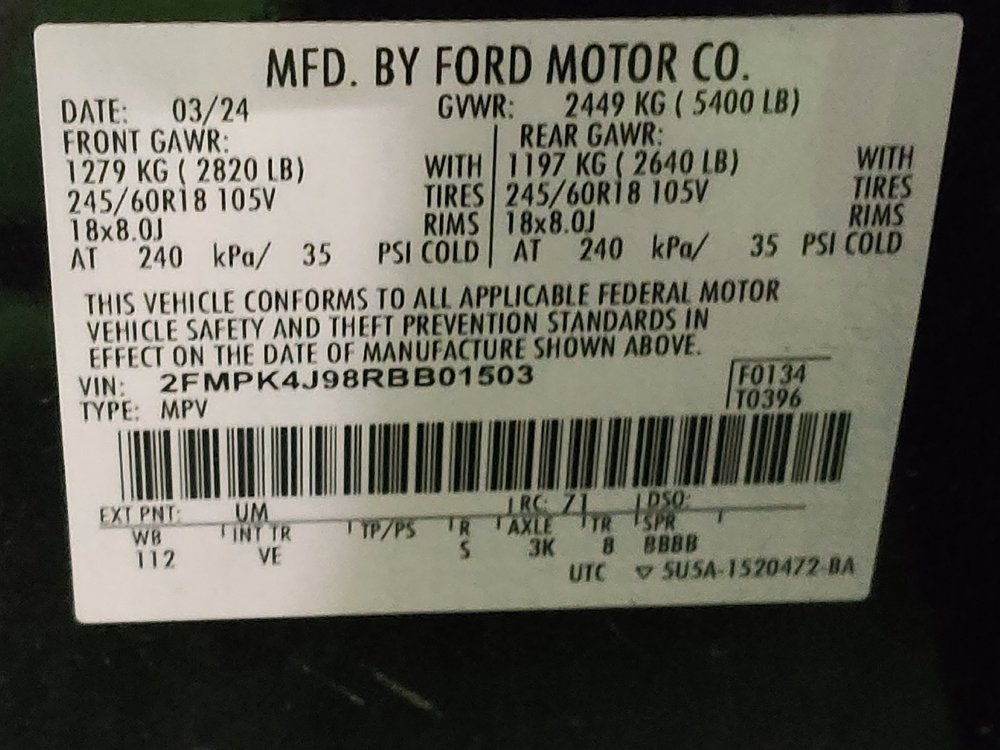 MFD. BY FORD MOTOR CO.
DATE: 03/24 GVWR: 2449 KG ( 5400 LB)
FRONT GAWR: REAR GAWR:
1279 KG ( 2820 LB) WITH 1197 KG ( 2640 LB) WITH
245/60R18 105V TIRES 245/60R18 105V TIRES
18x8.0J RIMS 18x8.0J RIMS
AT 240 kPa/ 35 PSI COLD AT 240 kPa/ 35 PSI COLD
THIS VEHICLE CONFORMS TO ALL APPLICABLE FEDERAL MOTOR
VEHICLE SAFETY AND THEFT PREVENTION STANDARDS IN
EFFECT ON THE DATE OF MANUFACTURE SHOWN ABOVE.
VIN: 2FMPK4J98RBB01503 F0134
TYPE: MPV T0396
EXT PNT: UM RC: 71 DSO:
WB INT TR TP/PS R AXLE TR SPR
112 VE S 3K 8 BBBB
UTC ▽ 5U5A-1520472-BA